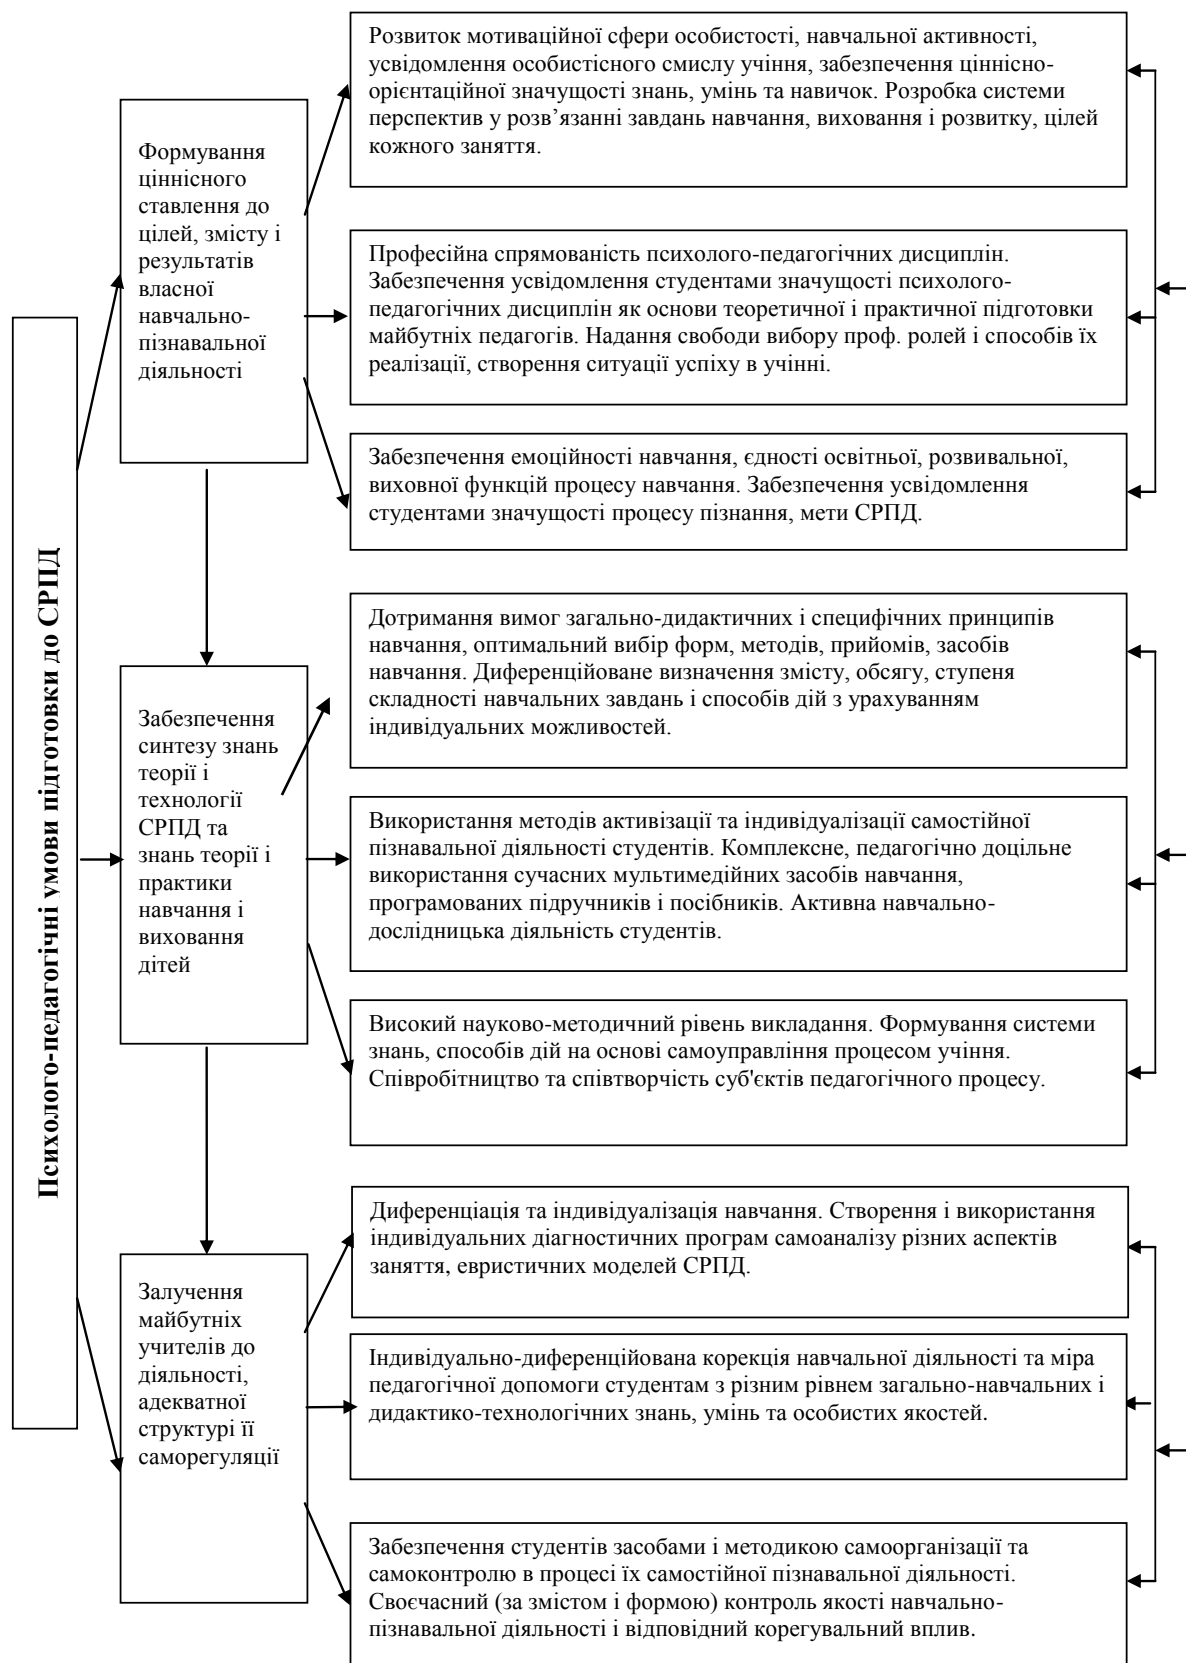 Психолого-педагогічні умови підготовки до СРПД
Формування
ціннісного
ставлення до
цілей, змісту і
результатів
власної
навчально-
пізнавальної
діяльності
Розвиток мотиваційної сфери особистості, навчальної активності,
усвідомлення особистісного смислу учіння, забезпечення ціннісно-
орієнтаційної значущості знань, умінь та навичок. Розробка системи
перспектив у розв’язанні завдань навчання, виховання і розвитку, цілей
кожного заняття.
Професійна спрямованість психолого-педагогічних дисциплін.
Забезпечення усвідомлення студентами значущості психолого-
педагогічних дисциплін як основи теоретичної і практичної підготовки
майбутніх педагогів. Надання свободи вибору проф. ролей і способів їх
реалізації, створення ситуації успіху в учінні.
Забезпечення емоційності навчання, єдності освітньої, розвивальної,
виховної функцій процесу навчання. Забезпечення усвідомлення
студентами значущості процесу пізнання, мети СРПД.
Забезпечення
синтезу знань
теорії і
технології
СРПД та
знань теорії і
практики
навчання і
виховання
дітей
Дотримання вимог загально-дидактичних і специфічних принципів
навчання, оптимальний вибір форм, методів, прийомів, засобів
навчання. Диференційоване визначення змісту, обсягу, ступеня
складності навчальних завдань і способів дій з урахуванням
індивідуальних можливостей.
Використання методів активізації та індивідуалізації самостійної
пізнавальної діяльності студентів. Комплексне, педагогічно доцільне
використання сучасних мультимедійних засобів навчання,
програмованих підручників і посібників. Активна навчально-
дослідницька діяльність студентів.
Високий науково-методичний рівень викладання. Формування системи
знань, способів дій на основі самоуправління процесом учіння.
Співробітництво та співтворчість суб'єктів педагогічного процесу.
Залучення
майбутніх
учителів до
діяльності,
адекватної
структурі її
саморегуляції
Диференціація та індивідуалізація навчання. Створення і використання
індивідуальних діагностичних програм самоаналізу різних аспектів
заняття, евристичних моделей СРПД.
Індивідуально-диференційована корекція навчальної діяльності та міра
педагогічної допомоги студентам з різним рівнем загально-навчальних і
дидактико-технологічних знань, умінь та особистих якостей.
Забезпечення студентів засобами і методикою самоорганізації та
самоконтролю в процесі їх самостійної пізнавальної діяльності.
Своєчасний (за змістом і формою) контроль якості навчально-
пізнавальної діяльності і відповідний корегувальний вплив.